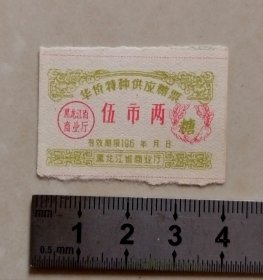 华侨特种供应糖票
黑龙江省
商业厅
伍市两
糖
有效期限196 年 月 日
黑龙江省商业厅
0.5,mm
1 2 3 4